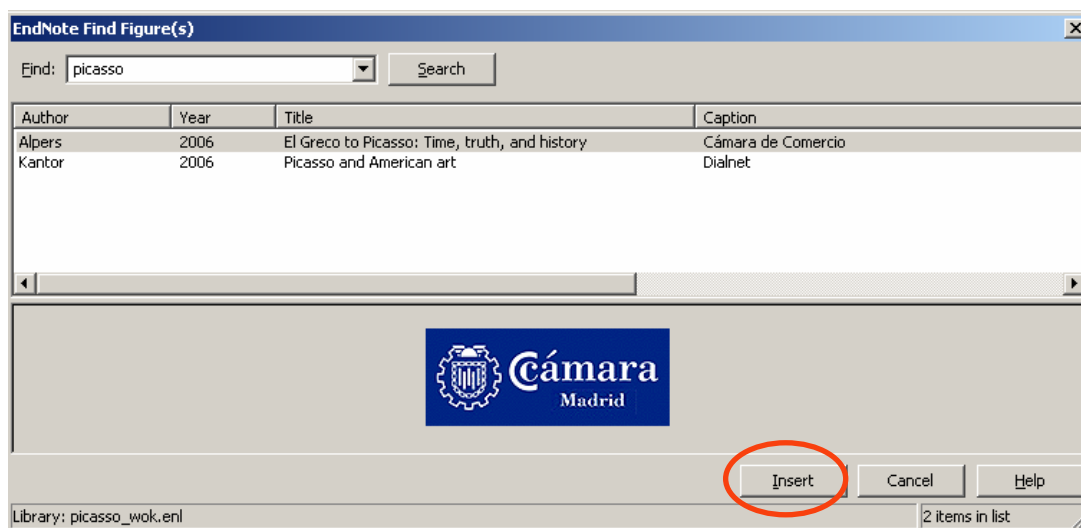 EndNote Find Figure(s)
Find: picasso Search
Author Year Title Caption
Alpers 2006 El Greco to Picasso: Time, truth, and history Cámara de Comercio
Kantor 2006 Picasso and American art Dialnet
Cámara
Madrid
Insert Cancel Help
Library: picasso_wok.enl 2 items in list